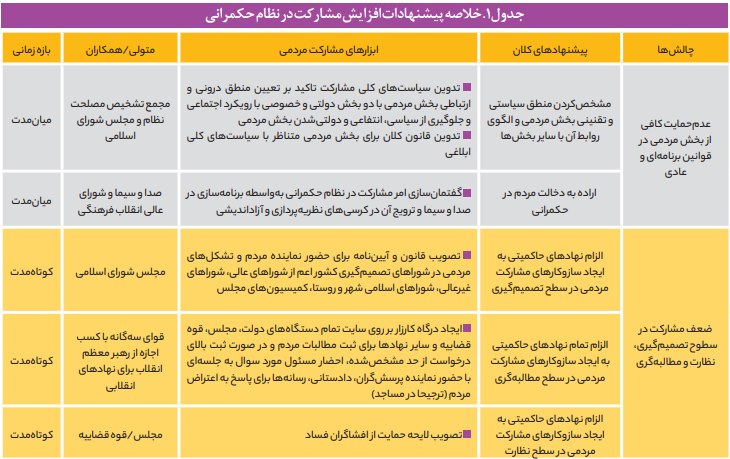 جدول۱. خلاصه پیشنهادات افزایش مشارکت در نظام حکمرانی
چالش‌ها
پیشنهادهای کلان
ابزارهای مشارکت مردمی
متولی/همکاران
بازه زمانی
عدم‌حمایت کافی
از بخش مردمی در
قوانین برنامه‌ای و
عادی
مشخص‌کردن منطق سیاستی
و تقنینی بخش مردمی و الگوی
روابط آن با سایر بخش‌ها
تدوین سیاست‌های کلی مشارکت تاکید بر تعیین منطق درونی و
ارتباطی بخش مردمی با دو بخش دولتی و خصوصی با رویکرد اجتماعی
و جلوگیری از سیاسی، انتفاعی و دولتی‌شدن بخش مردمی
تدوین قانون کلان برای بخش مردمی متناظر با سیاست‌های کلی
ابلاغی
مجمع تشخیص مصلحت
نظام و مجلس شورای
اسلامی
میان‌مدت
اراده به دخالت مردم در
حکمرانی
گفتمان‌سازی امر مشارکت در نظام حکمرانی به‌واسطه برنامه‌سازی در
صدا و سیما و ترویج آن در کرسی‌های نظریه‌پردازی و آزاداندیشی
صدا و سیما و شورای
عالی انقلاب فرهنگی
میان‌مدت
ضعف مشارکت در
سطوح تصمیم‌گیری،
نظارت و مطالبه‌گری
الزام نهادهای حاکمیتی به
ایجاد سازوکارهای مشارکت
مردمی در سطح تصمیم‌گیری
تصویب قانون و آیین‌نامه برای حضور نماینده مردم و تشکل‌های
مردمی در شوراهای تصمیم‌گیری کشور اعم از شوراهای عالی، شوراهای
غیرعالی، شوراهای اسلامی شهر و روستا، کمیسیون‌های مجلس
مجلس شورای اسلامی
کوتاه‌مدت
الزام تمام نهادهای حاکمیتی
به ایجاد سازوکارهای مشارکت
مردمی در سطح مطالبه‌گری
ایجاد درگاه کارزار بر روی سایت تمام دستگاه‌های دولت، مجلس، قوه
قضاییه و سایر نهادها برای ثبت مطالبات مردم و در صورت ثبت بالای
درخواست از حد مشخص‌شده، احضار مسئول مورد سوال به جلسه‌ای
با حضور نماینده پرسش‌گران، دادستانی، رسانه‌ها برای پاسخ به اعتراض
مردم (ترجیحا در مساجد)
قوای سه‌گانه با کسب
اجازه از رهبر معظم
انقلاب برای نهادهای
انقلابی
کوتاه‌مدت
الزام نهادهای حاکمیتی به
ایجاد سازوکارهای مشارکت
مردمی در سطح نظارت
تصویب لایحه حمایت از افشاگران فساد
مجلس/قوه قضاییه
کوتاه‌مدت